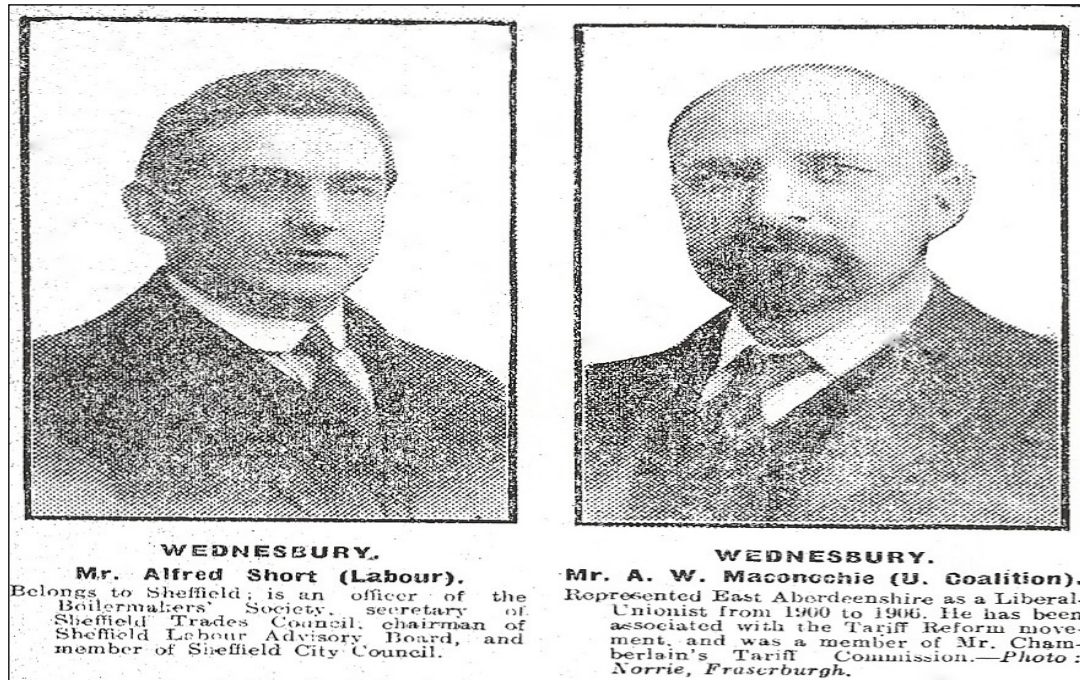 WEDNESBURY.
Mr. Alfred Short (Labour).
Belongs to Sheffield; is an officer of the
Boilermakers' Society, secretary of
Sheffield Trades Council, chairman of
Sheffield Labour Advisory Board, and
member of Sheffield City Council.
WEDNESBURY.
Mr. A. W. Maconochie (U. Coalition).
Represented East Aberdeenshire as a Liberal-
Unionist from 1900 to 1906. He has been
associated with the Tariff Reform move-
ment, and was a member of Mr. Cham-
berlain's Tariff Commission.—Photo:
Norrie, Fraserburgh.